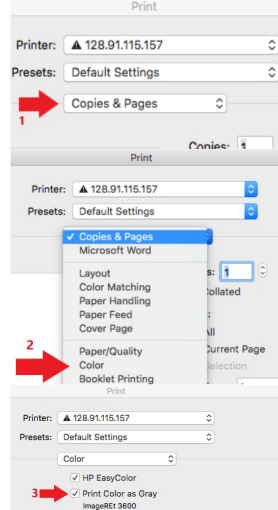 Print
Printer: ⚠ 128.91.115.157
Presets: Default Settings
Copies & Pages
1
Copies: 1
Print
Printer: ⚠ 128.91.115.157
Presets: Default Settings
✓ Copies & Pages
Microsoft Word
s: 1
Layout
Color Matching
Collated
Paper Handling
Paper Feed
Cover Page
All
2
Paper/Quality
Current Page
Color
Selection
Booklet Printing
Print
Printer: ⚠ 128.91.115.157
Presets: Default Settings
Color
✓ HP EasyColor
3 ✓ Print Color as Gray
ImageREt 3600